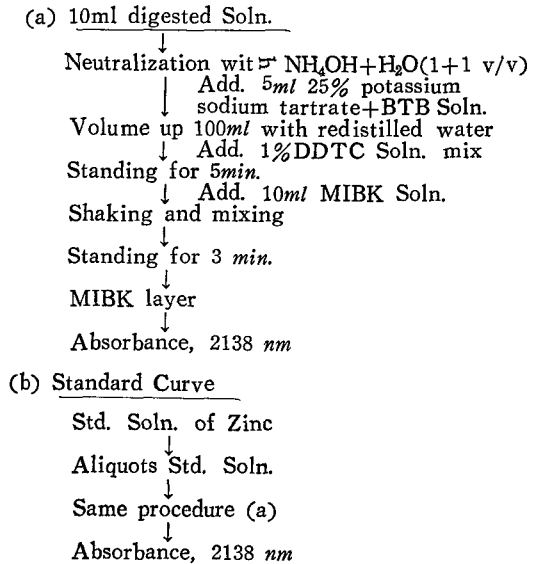 (a) 10ml digested Soln.
↓
Neutralization with NH₄OH+H₂O(1+1 v/v)
Add. 5ml 25% potassium
↓ sodium tartrate+BTB Soln.
Volume up 100ml with redistilled water
↓ Add. 1%DDTC Soln. mix
Standing for 5min.
↓ Add. 10ml MIBK Soln.
Shaking and mixing
↓
Standing for 3 min.
↓
MIBK layer
↓
Absorbance, 2138 nm
(b) Standard Curve
Std. Soln. of Zinc
↓
Aliquots Std. Soln.
↓
Same procedure (a)
↓
Absorbance, 2138 nm